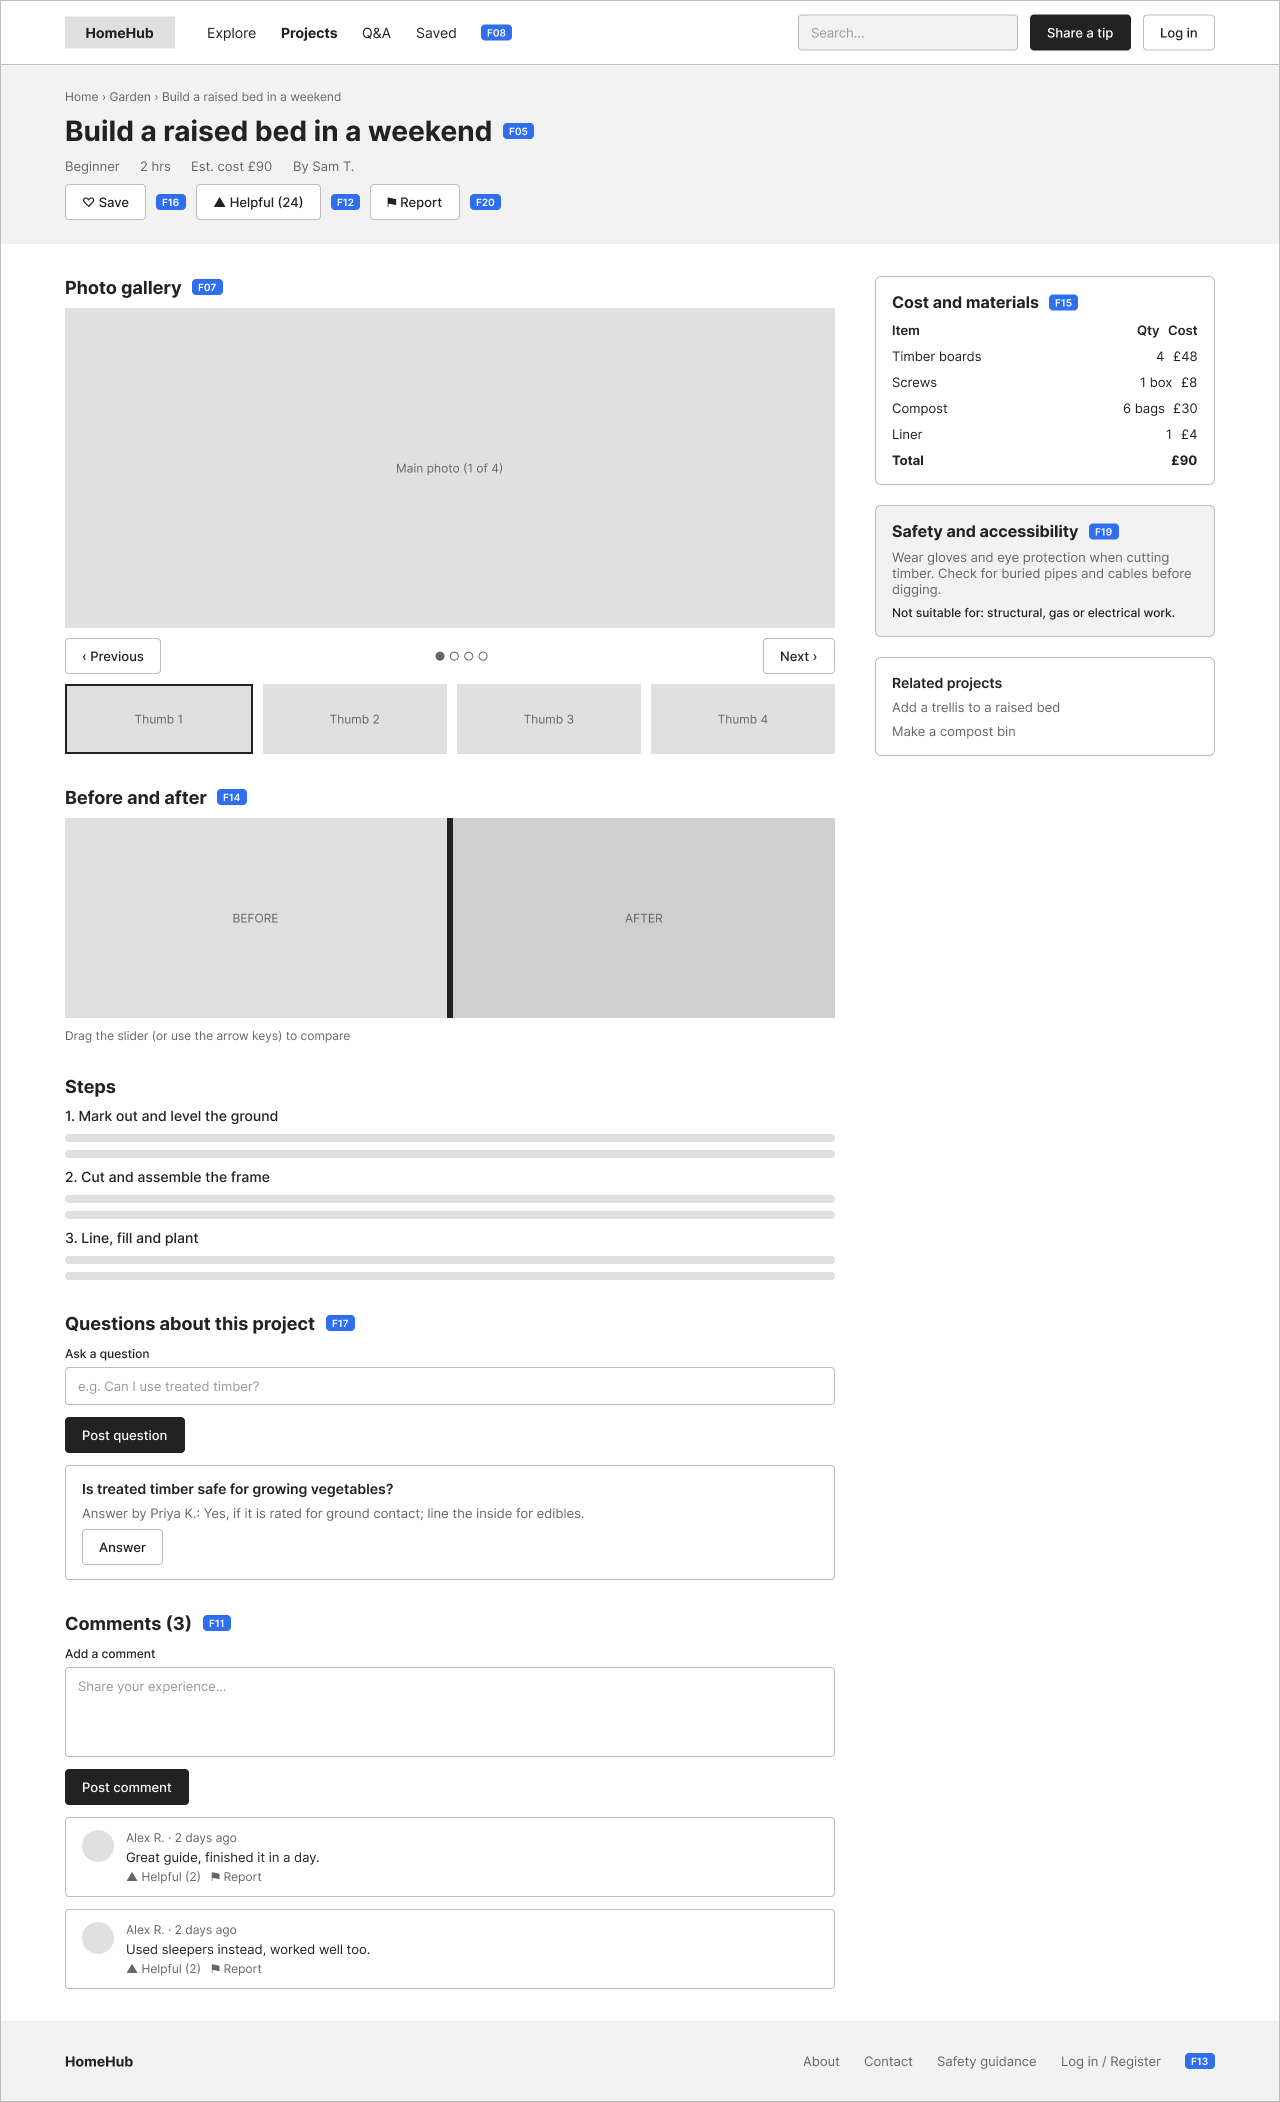 HomeHub Explore Projects Q&A Saved F08 Search... Share a tip Log in
Home › Garden › Build a raised bed in a weekend
Build a raised bed in a weekend F05
Beginner 2 hrs Est. cost £90 By Sam T.
♡ Save F16 ▲ Helpful (24) F12 ⚑ Report F20
Photo gallery F07
Main photo (1 of 4)
‹ Previous
Next ›
Thumb 1 Thumb 2 Thumb 3 Thumb 4
Before and after F14
BEFORE AFTER
Drag the slider (or use the arrow keys) to compare
Steps
1. Mark out and level the ground
2. Cut and assemble the frame
3. Line, fill and plant
Questions about this project F17
Ask a question
e.g. Can I use treated timber?
Post question
Is treated timber safe for growing vegetables?
Answer by Priya K.: Yes, if it is rated for ground contact; line the inside for edibles.
Answer
Comments (3) F11
Add a comment
Share your experience...
Post comment
Alex R. · 2 days ago
Great guide, finished it in a day.
▲ Helpful (2) ⚑ Report
Alex R. · 2 days ago
Used sleepers instead, worked well too.
▲ Helpful (2) ⚑ Report
Cost and materials F15
Item Qty Cost
Timber boards 4 £48
Screws 1 box £8
Compost 6 bags £30
Liner 1 £4
Total £90
Safety and accessibility F19
Wear gloves and eye protection when cutting
timber. Check for buried pipes and cables before
digging.
Not suitable for: structural, gas or electrical work.
Related projects
Add a trellis to a raised bed
Make a compost bin
HomeHub About Contact Safety guidance Log in / Register F13